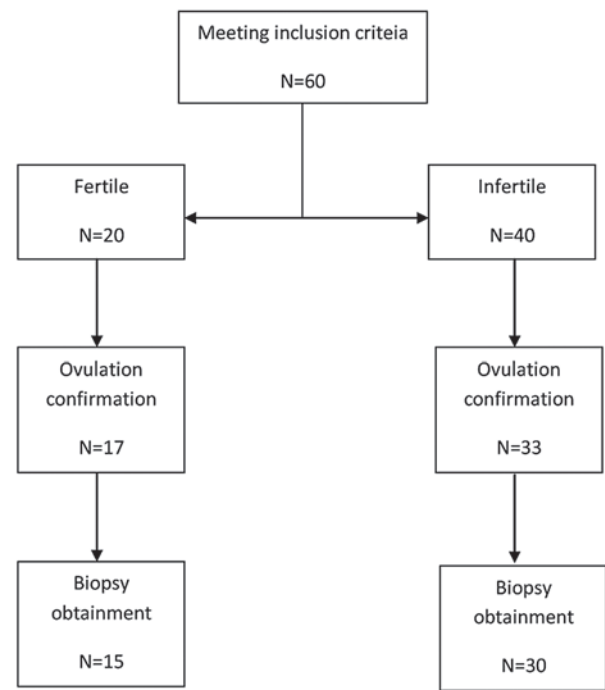 Meeting inclusion criteia
N=60
Fertile
N=20
Infertile
N=40
Ovulation
confirmation
N=17
Ovulation
confirmation
N=33
Biopsy
obtainment
N=15
Biopsy
obtainment
N=30